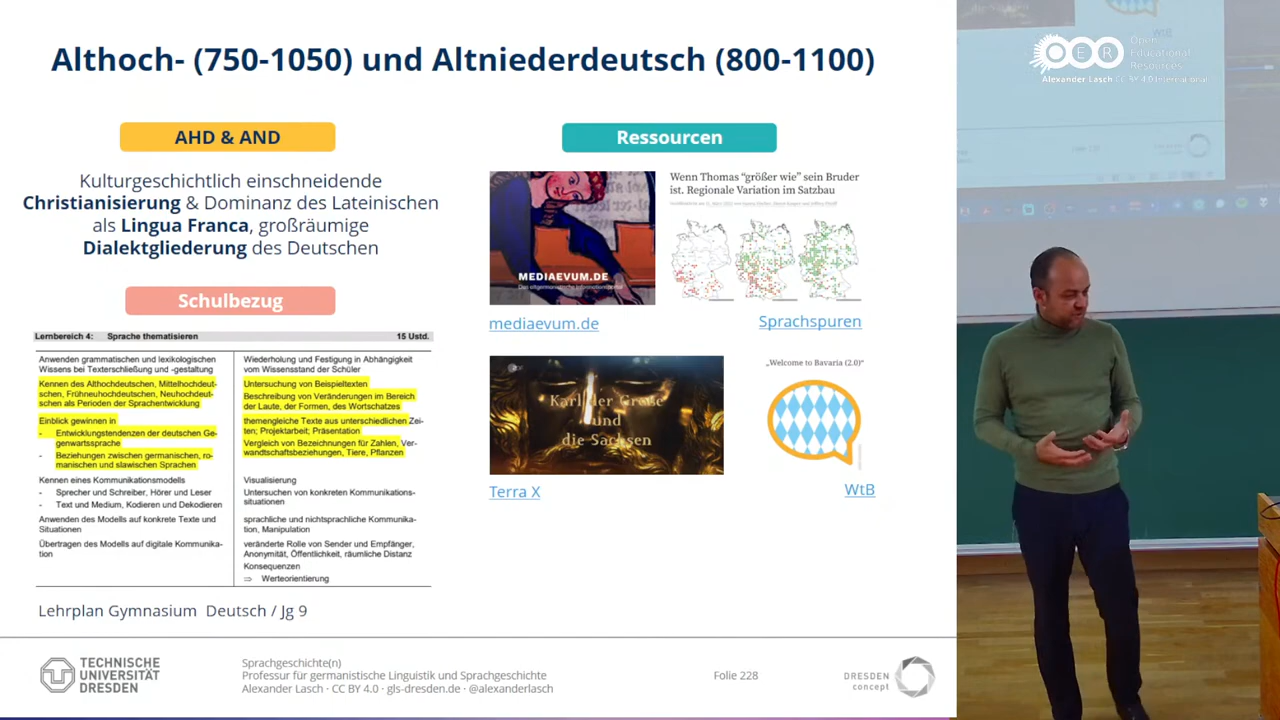 Althoch- (750-1050) und Altniederdeutsch (800-1100)
AHD & AND
Kulturgeschichtlich einschneidende
Christianisierung & Dominanz des Lateinischen
als Lingua Franca, großräumige
Dialektgliederung des Deutschen
Schulbezug
Lernbereich 4: Sprache thematisieren 15 Ustd.
Anwenden grammatischen und lexikologischen
Wissens bei Texterschließung und -gestaltung
Kennen des Althochdeutschen, Mittelhochdeut-
schen, Frühneuhochdeutschen, Neuhochdeut-
schen als Perioden der Sprachentwicklung
Einblick gewinnen in
- Entwicklungstendenzen der deutschen Ge-
genwartssprache
- Beziehungen zwischen germanischen, ro-
manischen und slawischen Sprachen
Kennen eines Kommunikationsmodells
- Sprecher und Schreiber, Hörer und Leser
- Text und Medium, Kodieren und Dekodieren
Anwenden des Modells auf konkrete Texte und
Situationen
Übertragen des Modells auf digitale Kommunika-
tion
Wiederholung und Festigung in Abhängigkeit
vom Wissensstand der Schüler
Untersuchung von Beispieltexten
Beschreibung von Veränderungen im Bereich
der Laute, der Formen, des Wortschatzes
themengleiche Texte aus unterschiedlichen Zei-
ten; Projektarbeit; Präsentation
Vergleich von Bezeichnungen für Zahlen, Ver-
wandtschaftsbeziehungen, Tiere, Pflanzen
Visualisierung
Untersuchen von konkreten Kommunikations-
situationen
sprachliche und nichtsprachliche Kommunika-
tion, Manipulation
veränderte Rolle von Sender und Empfänger,
Anonymität, Öffentlichkeit, räumliche Distanz
Konsequenzen
⇒ Werteorientierung
Lehrplan Gymnasium Deutsch / Jg 9
Ressourcen
MEDIAEVUM.DE
Das altgermanistische Informationsportal
mediaevum.de
Wenn Thomas “größer wie” sein Bruder
ist. Regionale Variation im Satzbau
Sprachspuren
Karl der Große
und
die Sachsen
Terra X
„Welcome to Bavaria (2.0)“
WtB
TECHNISCHE
UNIVERSITÄT
DRESDEN
Sprachgeschichte(n)
Professur für germanistische Linguistik und Sprachgeschichte
Alexander Lasch · CC BY 4.0 · gls-dresden.de · @alexanderlasch
Folie 228
DRESDEN
concept
OER
Open
Educational
Resources
Alexander Lasch CC BY 4.0 International